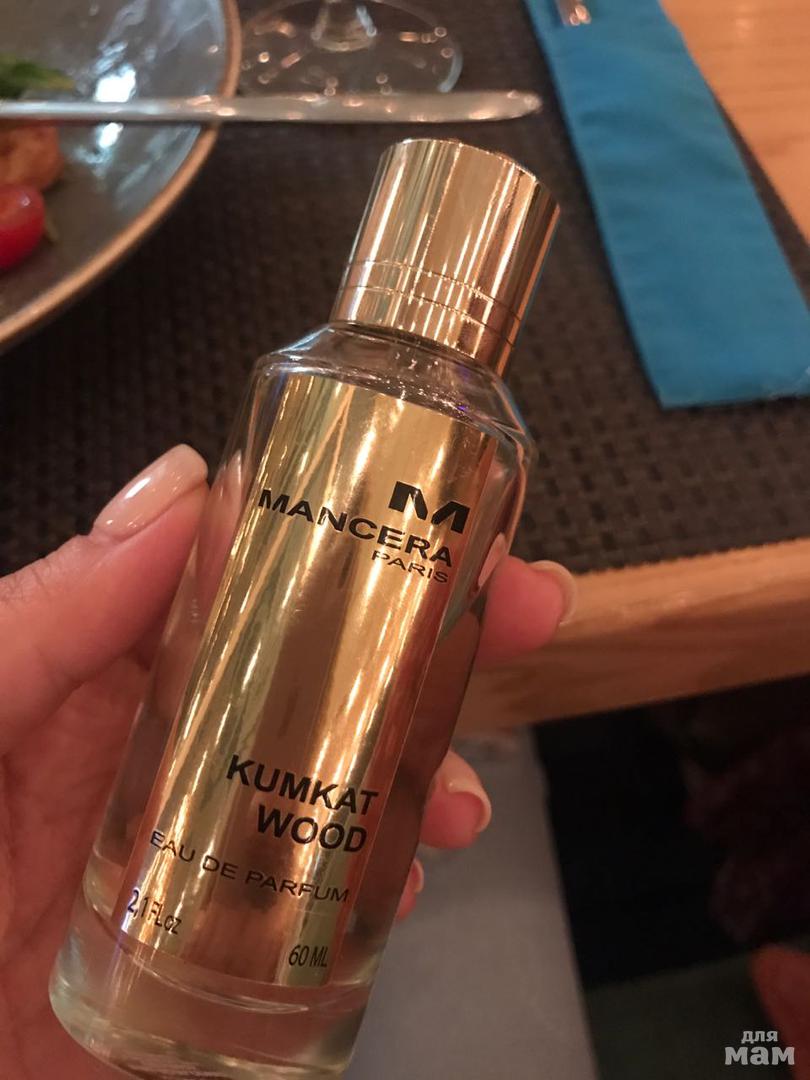 M
MANCERA
PARIS
KUMKAT
WOOD
EAU DE PARFUM
2,1 FL.oz
60 ML
для
мам